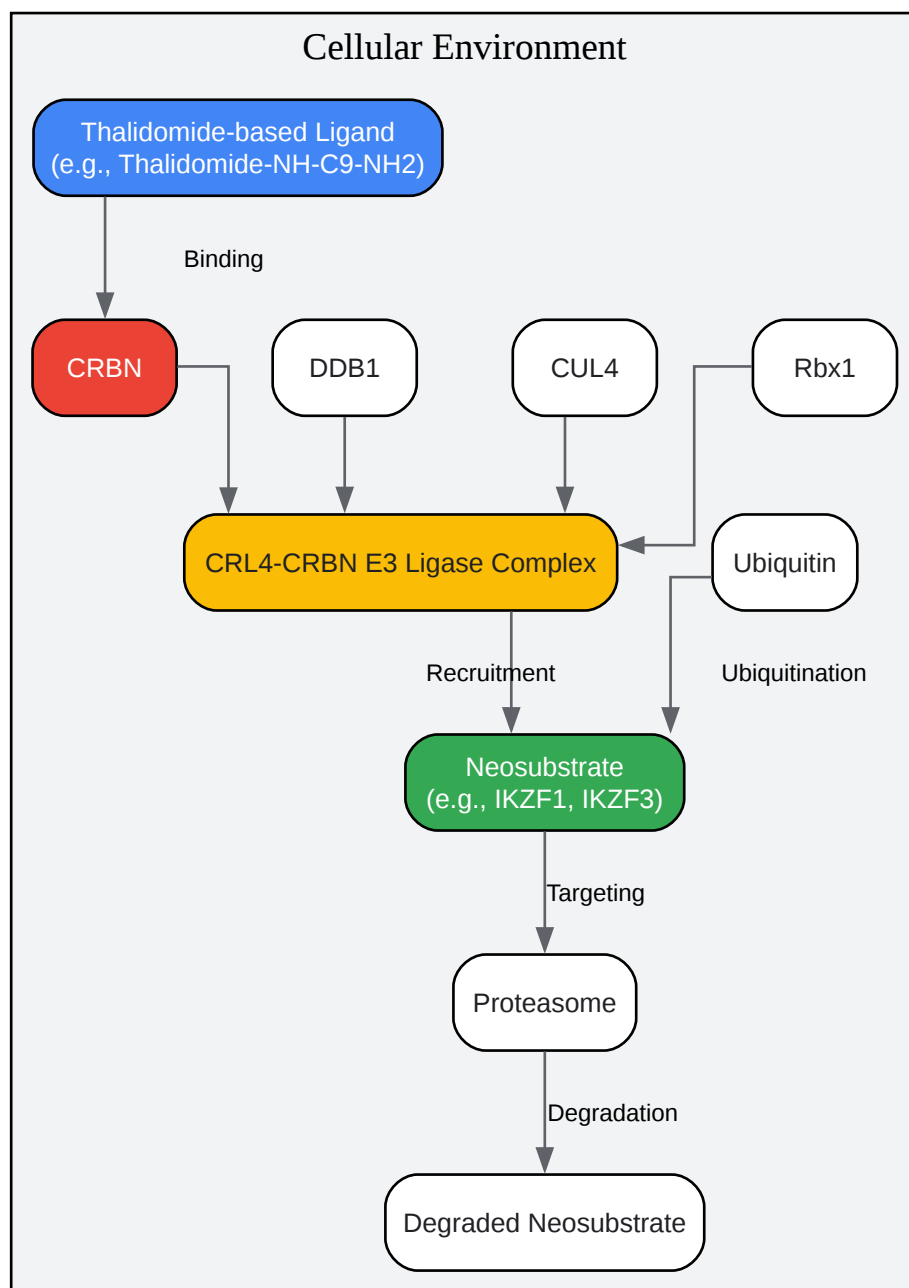 Cellular Environment
Thalidomide-based Ligand
(e.g., Thalidomide-NH-C9-NH2)
Binding
CRBN
DDB1
CUL4
Rbx1
CRL4-CRBN E3 Ligase Complex
Ubiquitin
Recruitment
Ubiquitination
Neosubstrate
(e.g., IKZF1, IKZF3)
Targeting
Proteasome
Degradation
Degraded Neosubstrate